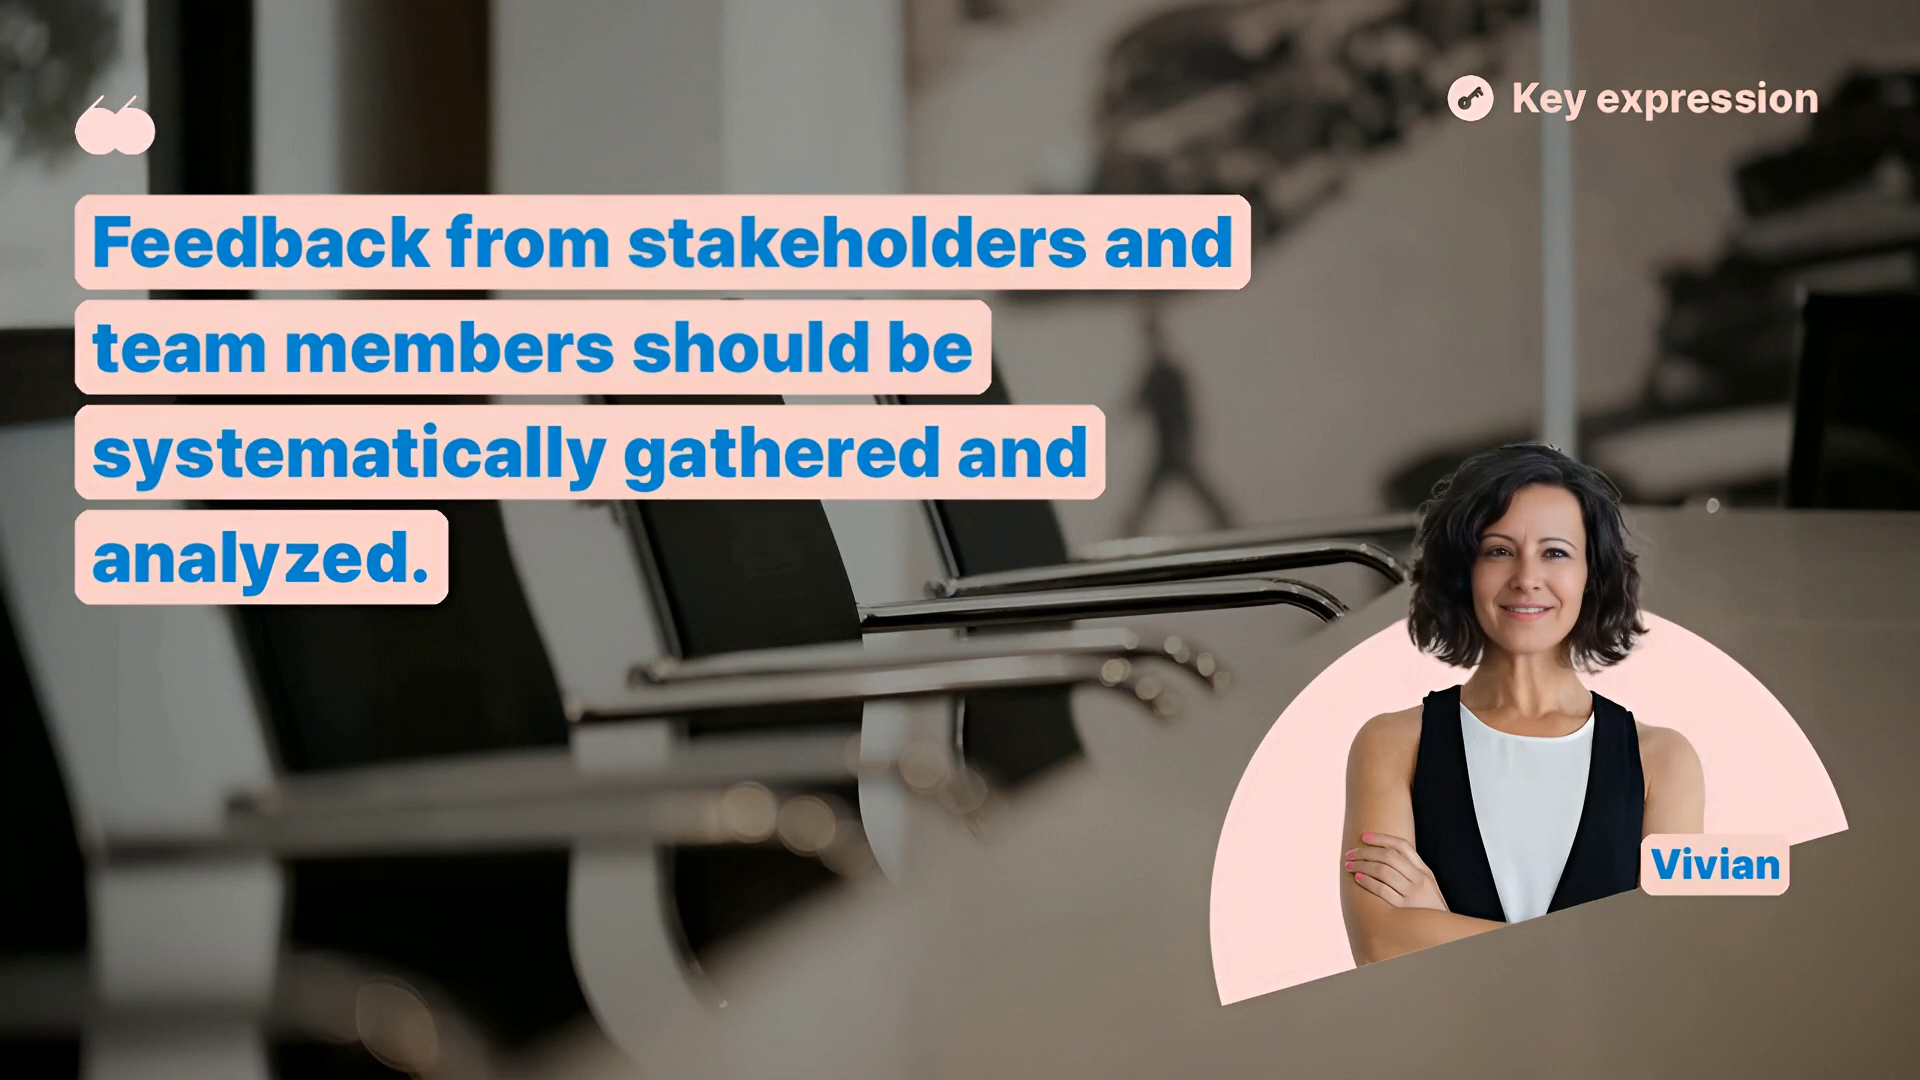 Key expression
Feedback from stakeholders and
team members should be
systematically gathered and
analyzed.
Vivian